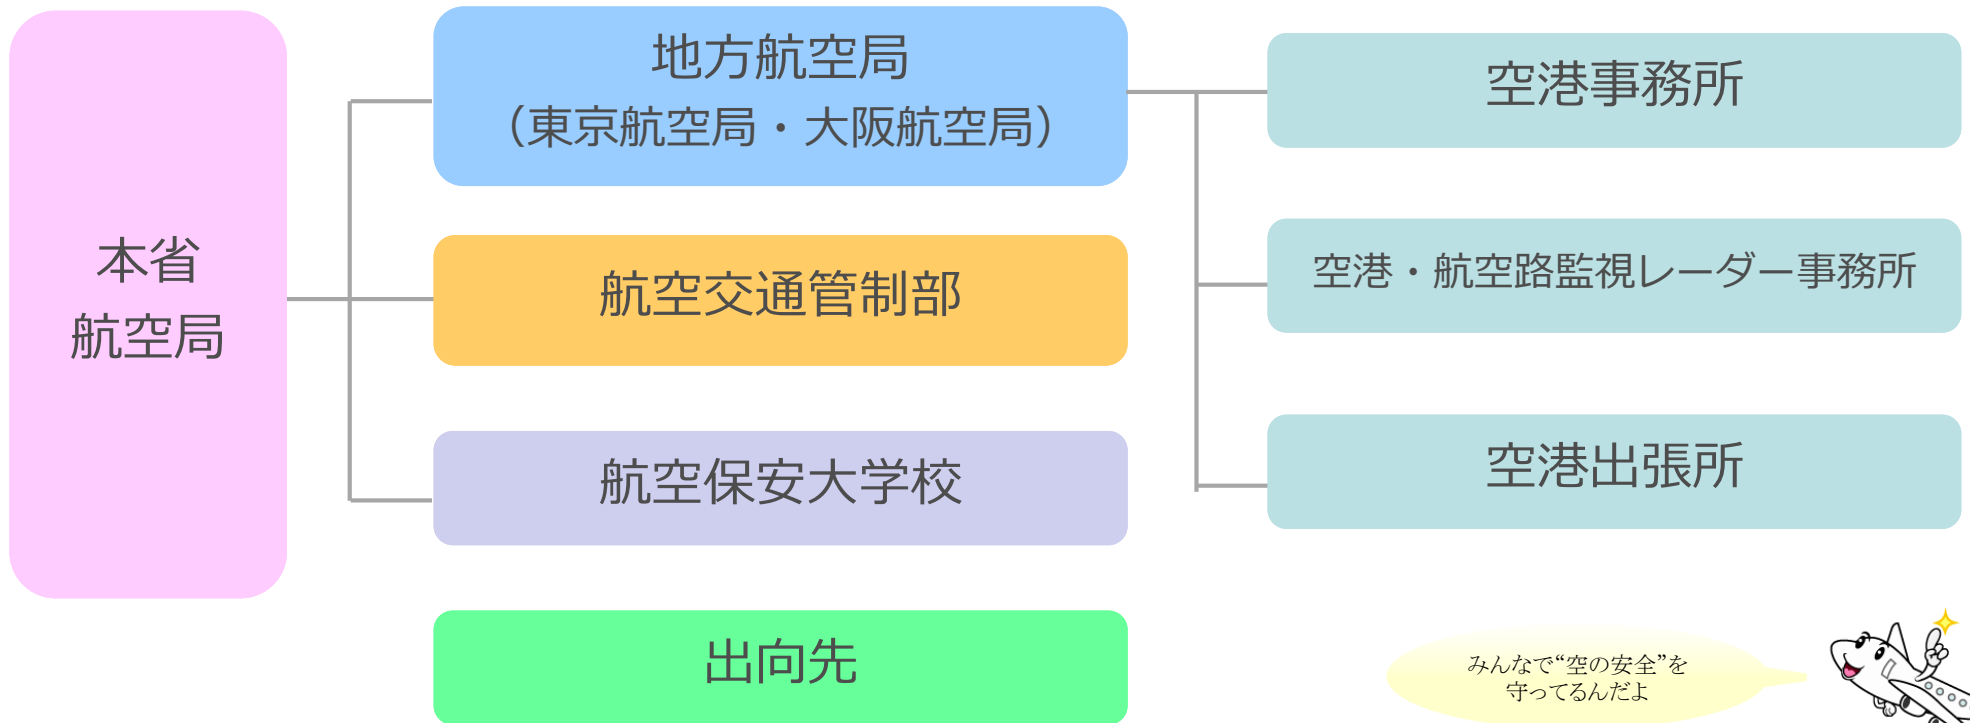 本省
航空局
地方航空局
（東京航空局・大阪航空局）
航空交通管制部
航空保安大学校
出向先
空港事務所
空港・航空路監視レーダー事務所
空港出張所
みんなで“空の安全”を
守ってるんだよ